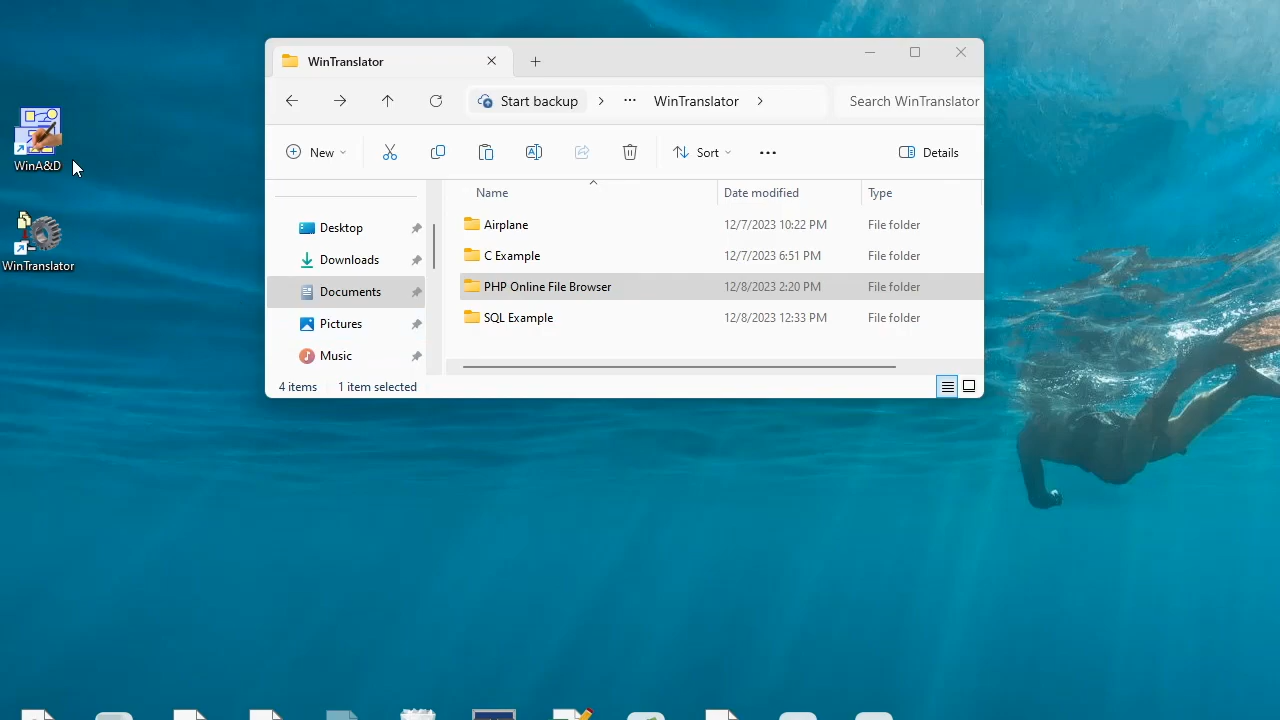 WinTranslator
Start backup > ... WinTranslator > Search WinTranslator
New Sort ... Details
Name Date modified Type
Desktop
Downloads
Documents
Pictures
Music
Airplane 12/7/2023 10:22 PM File folder
C Example 12/7/2023 6:51 PM File folder
PHP Online File Browser 12/8/2023 2:20 PM File folder
SQL Example 12/8/2023 12:33 PM File folder
4 items 1 item selected
WinA&D
WinTranslator